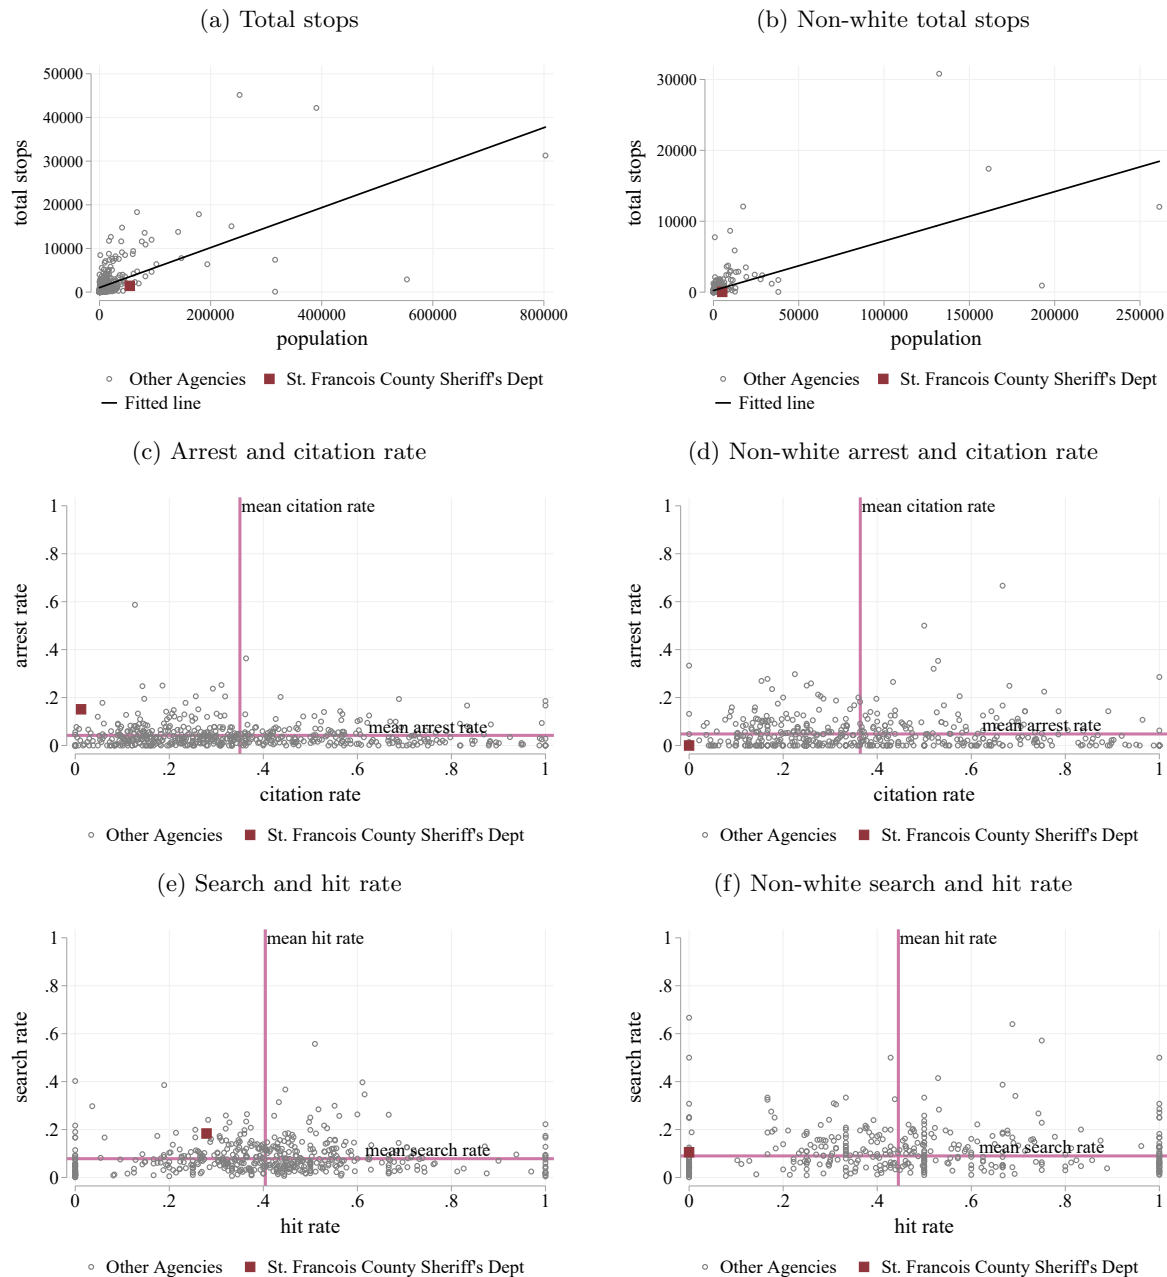 (a) Total stops
(b) Non-white total stops
50000
40000
30000
20000
10000
0
total stops
0 200000 400000 600000 800000
population
Other Agencies St. Francois County Sheriff's Dept
Fitted line
30000
20000
10000
0
total stops
0 50000 100000 150000 200000 250000
population
Other Agencies St. Francois County Sheriff's Dept
Fitted line
(c) Arrest and citation rate
(d) Non-white arrest and citation rate
1
.8
.6
.4
.2
0
arrest rate
mean citation rate
mean arrest rate
0 .2 .4 .6 .8 1
citation rate
Other Agencies St. Francois County Sheriff's Dept
1
.8
.6
.4
.2
0
arrest rate
mean citation rate
mean arrest rate
0 .2 .4 .6 .8 1
citation rate
Other Agencies St. Francois County Sheriff's Dept
(e) Search and hit rate
(f) Non-white search and hit rate
1
.8
.6
.4
.2
0
search rate
mean hit rate
mean search rate
0 .2 .4 .6 .8 1
hit rate
Other Agencies St. Francois County Sheriff's Dept
1
.8
.6
.4
.2
0
search rate
mean hit rate
mean search rate
0 .2 .4 .6 .8 1
hit rate
Other Agencies St. Francois County Sheriff's Dept